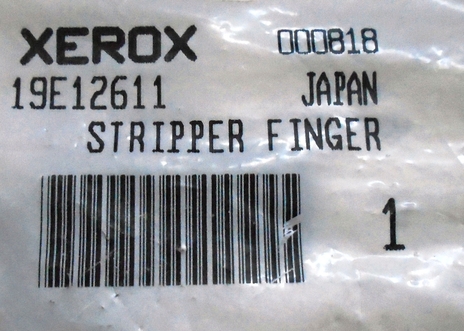 XEROX 000818
19E12611 JAPAN
STRIPPER FINGER
1